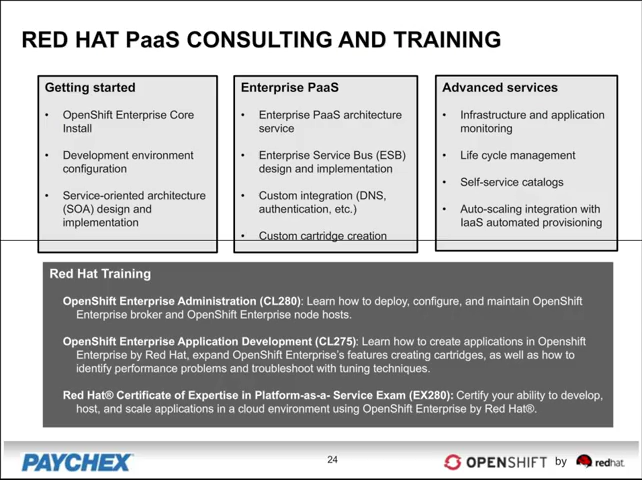 RED HAT PaaS CONSULTING AND TRAINING
Getting started
• OpenShift Enterprise Core
Install
• Development environment
configuration
• Service-oriented architecture
(SOA) design and
implementation
Enterprise PaaS
• Enterprise PaaS architecture
service
• Enterprise Service Bus (ESB)
design and implementation
• Custom integration (DNS,
authentication, etc.)
• Custom cartridge creation
Advanced services
• Infrastructure and application
monitoring
• Life cycle management
• Self-service catalogs
• Auto-scaling integration with
IaaS automated provisioning
Red Hat Training
OpenShift Enterprise Administration (CL280): Learn how to deploy, configure, and maintain OpenShift
Enterprise broker and OpenShift Enterprise node hosts.
OpenShift Enterprise Application Development (CL275): Learn how to create applications in Openshift
Enterprise by Red Hat, expand OpenShift Enterprise's features creating cartridges, as well as how to
identify performance problems and troubleshoot with tuning techniques.
Red Hat® Certificate of Expertise in Platform-as-a- Service Exam (EX280): Certify your ability to develop,
host, and scale applications in a cloud environment using OpenShift Enterprise by Red Hat®.
PAYCHEX
24
OPENSHIFT by redhat.